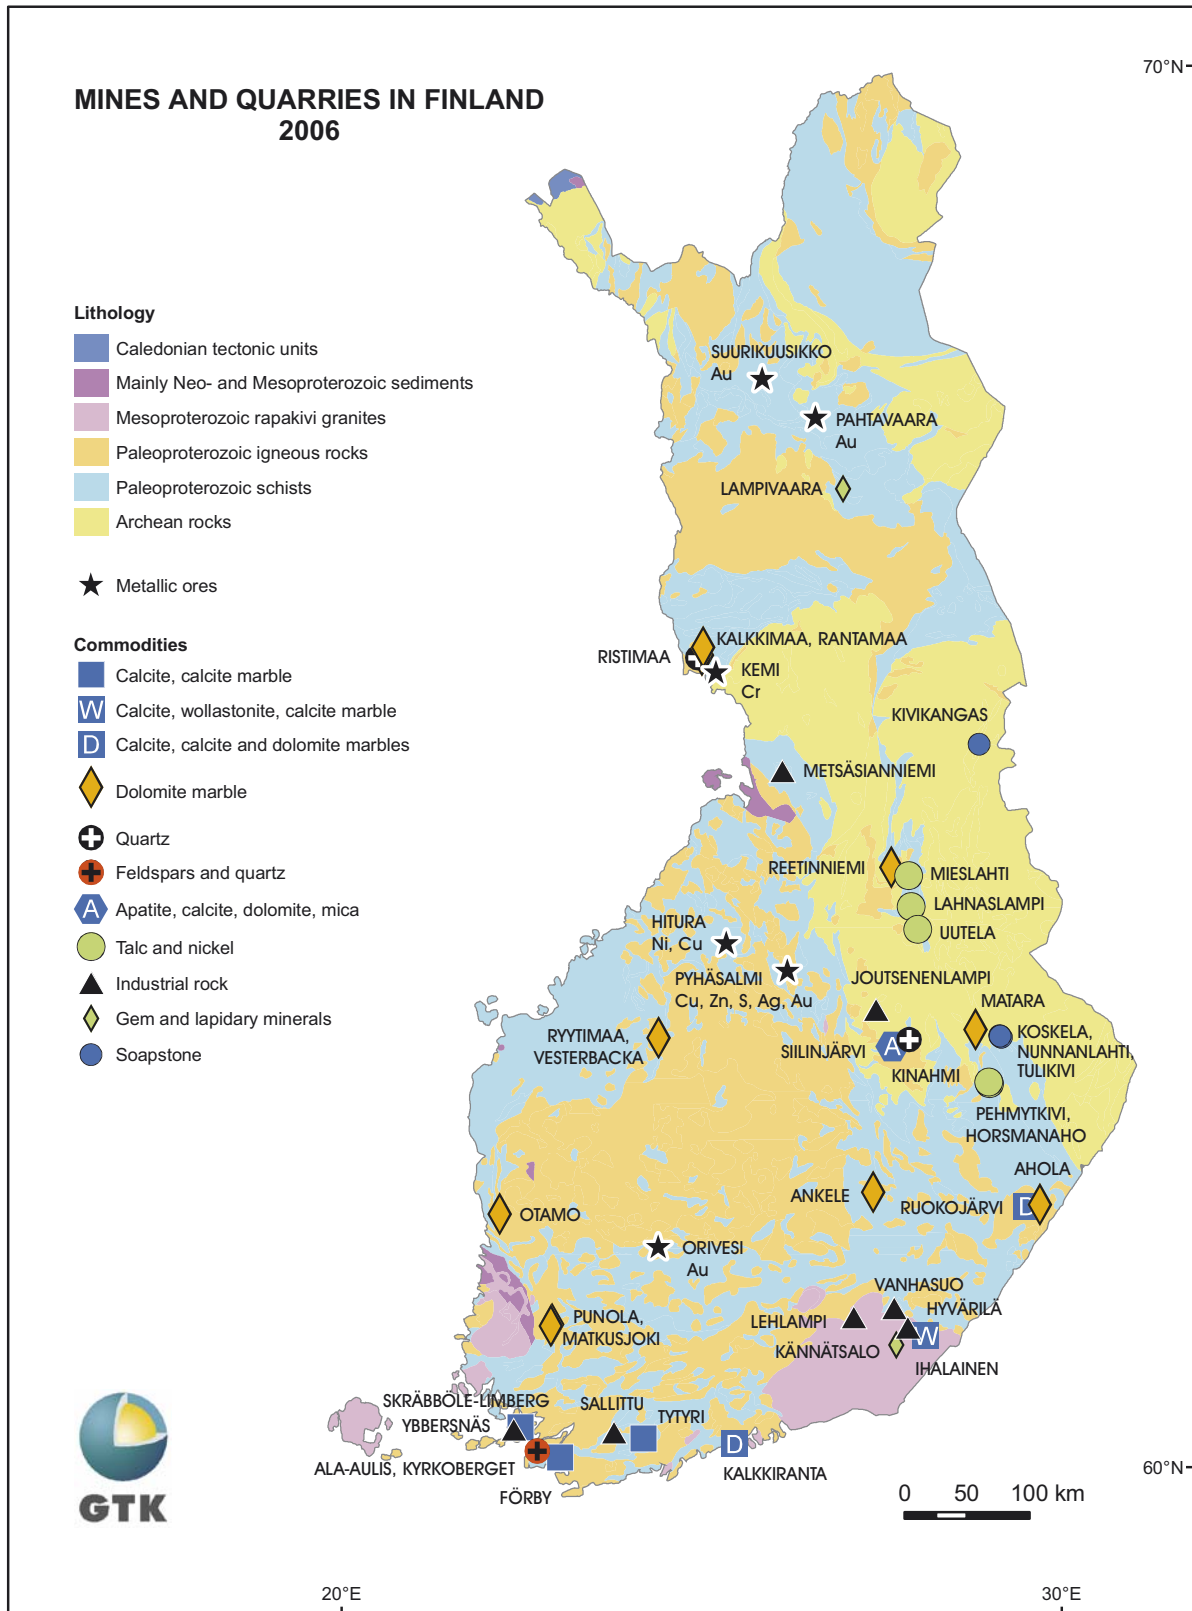 MINES AND QUARRIES IN FINLAND
2006
70°N
Lithology
Caledonian tectonic units
Mainly Neo- and Mesoproterozoic sediments
Mesoproterozoic rapakivi granites
Paleoproterozoic igneous rocks
Paleoproterozoic schists
Archean rocks
Metallic ores
Commodities
Calcite, calcite marble
W Calcite, wollastonite, calcite marble
D Calcite, calcite and dolomite marbles
Dolomite marble
Quartz
Feldspars and quartz
A Apatite, calcite, dolomite, mica
Talc and nickel
Industrial rock
Gem and lapidary minerals
Soapstone
SUURIKUUSIKKO
Au
PAHTAVAARA
Au
LAMPIVAARA
KALKKIMAA, RANTAMAA
RISTIMAA
KEMI
Cr
KIVIKANGAS
METSÄSIANNIEMI
REETINNIEMI
MIESLAHTI
LAHNASLAMPI
UUTELA
HITURA
Ni, Cu
PYHÄSALMI
Cu, Zn, S, Ag, Au
JOUTSENENLAMPI
MATARA
RYYTIMAA,
VESTERBACKA
SIILINJÄRVI
A
KINAHMI
KOSKELA,
NUNNANLAHTI,
TULIKIVI
PEHMYTKIVI,
HORSMANAHO
AHOLA
ANKELE
RUOKOJÄRVI
D
OTAMO
ORIVESI
Au
VANHASUO
HYVÄRILÄ
LEHLAMPI
W
KÄNNÄTSALO
IHALAINEN
PUNOLA,
MATKUSJOKI
SKRÄBBÖLE-LIMBERG
YBBERSNÄS
SALLITTU
TYTYRI
D
KALKKIRANTA
ALA-AULIS, KYRKOBERGET
FÖRBY
GTK
60°N
0 50 100 km
20°E
30°E